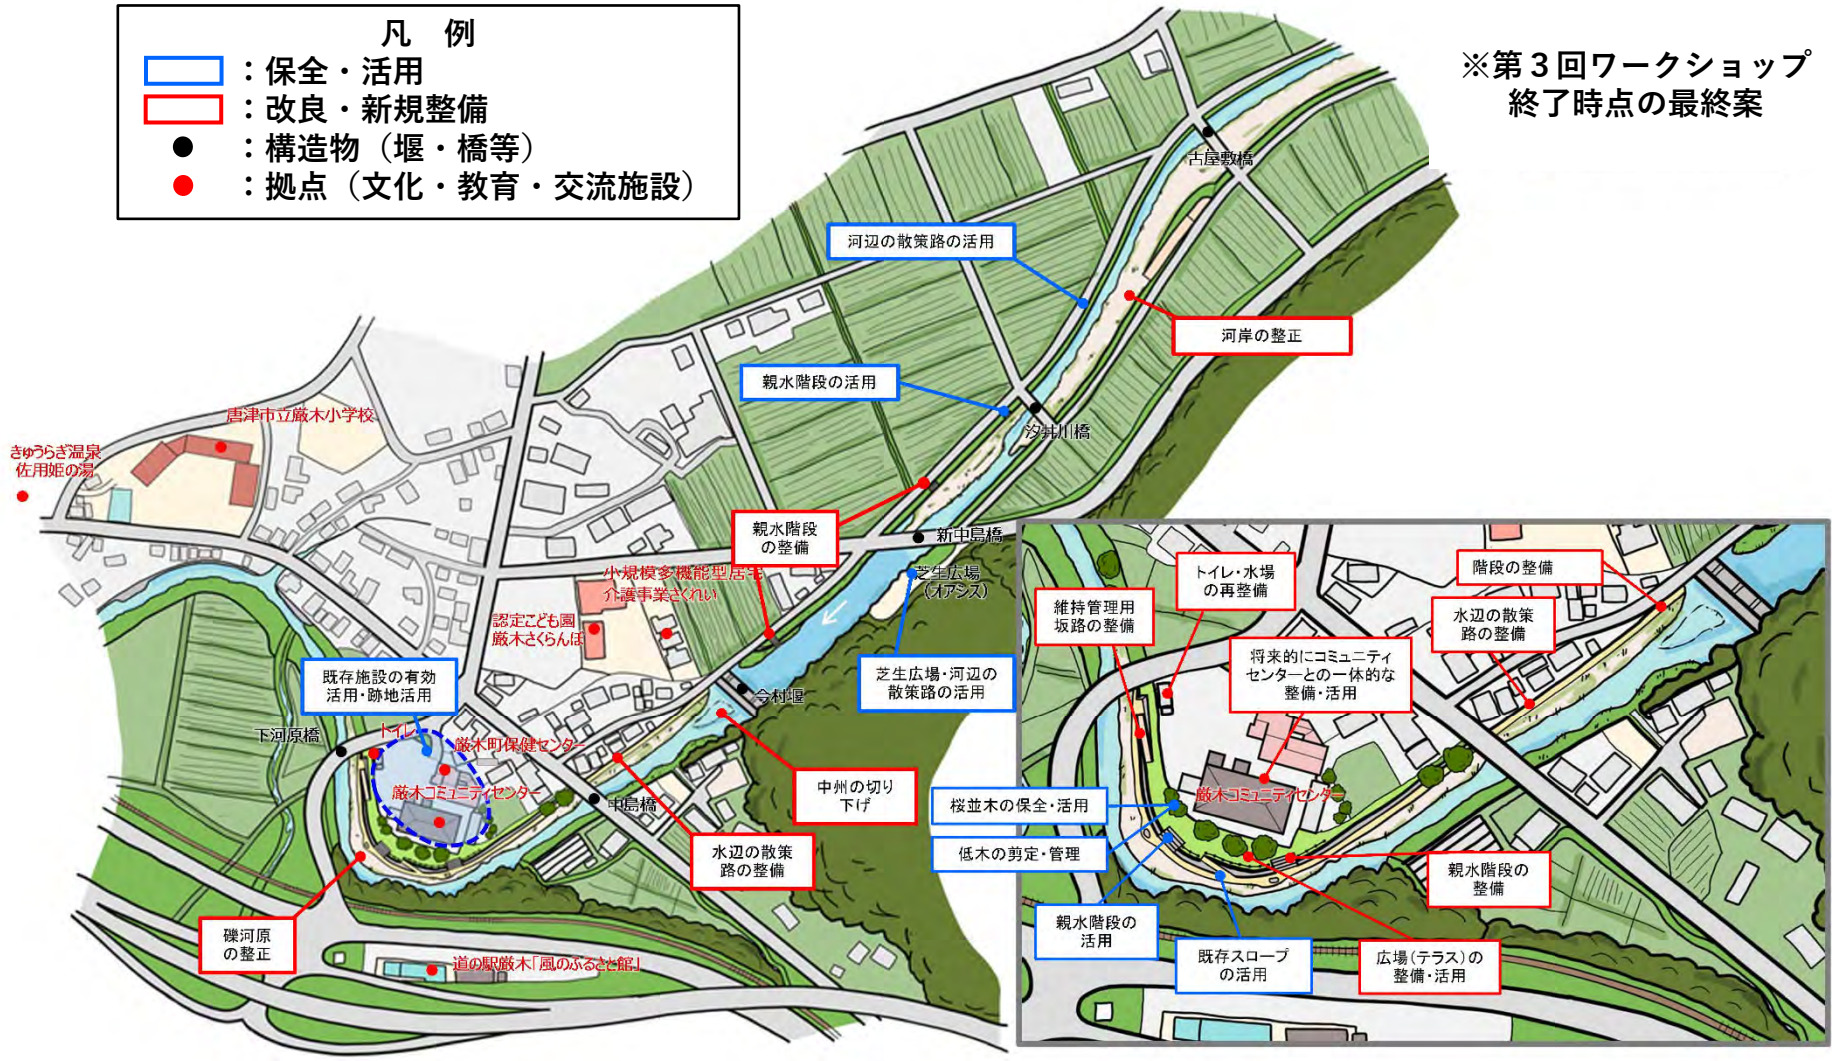 凡　例
：保全・活用
：改良・新規整備
：構造物（堰・橋等）
：拠点（文化・教育・交流施設）
※第３回ワークショップ
終了時点の最終案
古屋敷橋
河辺の散策路の活用
河岸の整正
親水階段の活用
汐井川橋
唐津市立厳木小学校
きゅうらぎ温泉
佐用姫の湯
親水階段
の整備
新中島橋
芝生広場
（オアシス）
小規模多機能型居宅
介護事業さくれい
認定こども園
厳木さくらんぼ
既存施設の有効
活用・跡地活用
芝生広場・河辺の
散策路の活用
今村堰
下河原橋
トイレ
厳木町保健センター
厳木コミュニティセンター
中島橋
中州の切り
下げ
水辺の散策
路の整備
礫河原
の整正
道の駅厳木「風のふるさと館」
トイレ・水場
の再整備
階段の整備
維持管理用
坂路の整備
水辺の散策
路の整備
将来的にコミュニティ
センターとの一体的な
整備・活用
厳木コミュニティセンター
桜並木の保全・活用
低木の剪定・管理
親水階段の
整備
親水階段の
活用
既存スロープ
の活用
広場（テラス）の
整備・活用